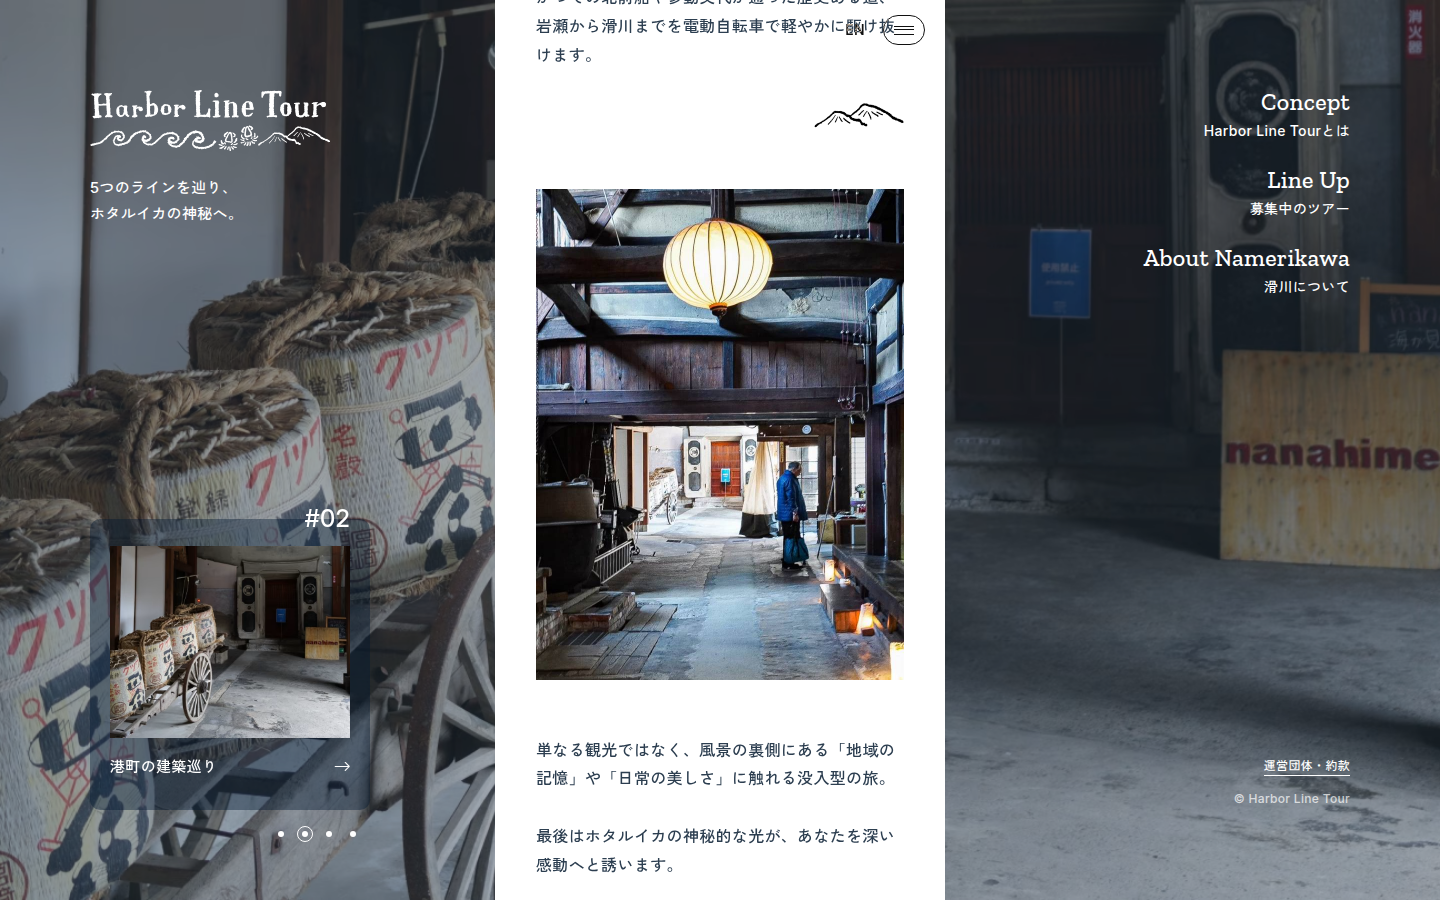 Harbor Line Tour
5つのラインを辿り、
ホタルイカの神秘へ。
#02
港町の建築巡り
岩瀬から滑川までを電動自転車で軽やかに駆け抜
けます。
EN
単なる観光ではなく、風景の裏側にある「地域の
記憶」や「日常の美しさ」に触れる没入型の旅。
最後はホタルイカの神秘的な光が、あなたを深い
感動へと誘います。
Concept
Harbor Line Tourとは
Line Up
募集中のツアー
About Namerikawa
滑川について
消火器
使用禁止
nanahime
運営団体・約款
© Harbor Line Tour